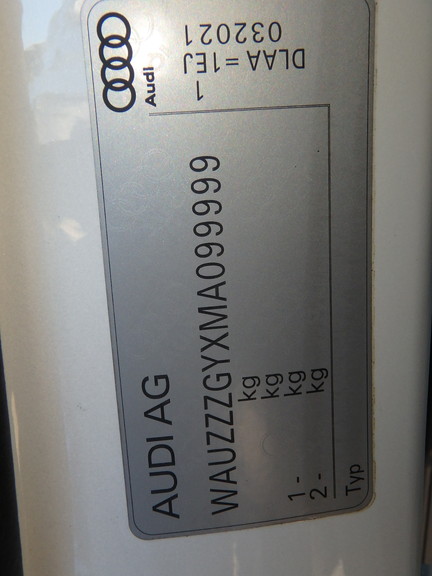 AUDI AG
WAUZZZGYXMA099999
kg
kg
1 - kg
2 - kg
Typ
Audi
1
DLAA =1EJ
032021